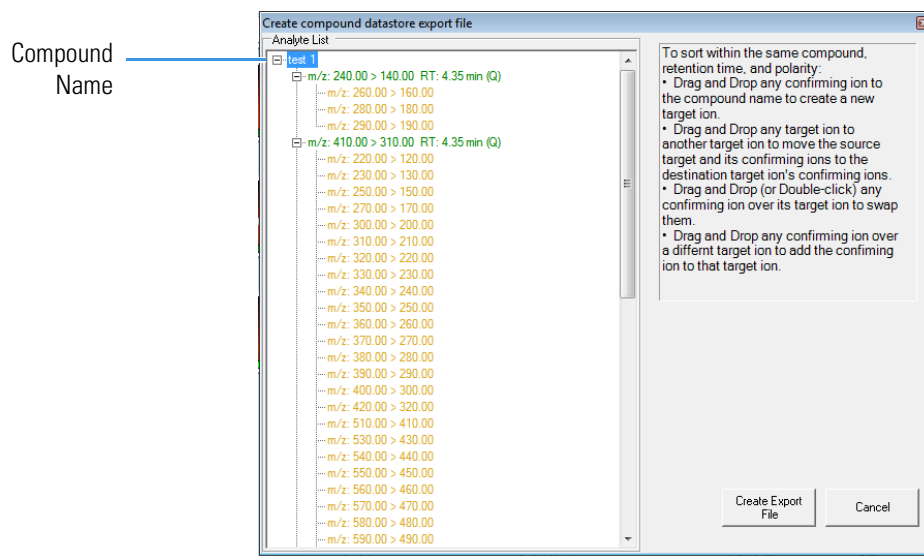 Create compound datastore export file
Compound
Name
Analyte List
test 1
m/z: 240.00 > 140.00 RT: 4.35 min (Q)
m/z: 260.00 > 160.00
m/z: 280.00 > 180.00
m/z: 290.00 > 190.00
m/z: 410.00 > 310.00 RT: 4.35 min (Q)
m/z: 220.00 > 120.00
m/z: 230.00 > 130.00
m/z: 250.00 > 150.00
m/z: 270.00 > 170.00
m/z: 300.00 > 200.00
m/z: 310.00 > 210.00
m/z: 320.00 > 220.00
m/z: 330.00 > 230.00
m/z: 340.00 > 240.00
m/z: 350.00 > 250.00
m/z: 360.00 > 260.00
m/z: 370.00 > 270.00
m/z: 380.00 > 280.00
m/z: 390.00 > 290.00
m/z: 400.00 > 300.00
m/z: 420.00 > 320.00
m/z: 510.00 > 410.00
m/z: 530.00 > 430.00
m/z: 540.00 > 440.00
m/z: 550.00 > 450.00
m/z: 560.00 > 460.00
m/z: 570.00 > 470.00
m/z: 580.00 > 480.00
m/z: 590.00 > 490.00
To sort within the same compound,
retention time, and polarity:
• Drag and Drop any confirming ion to
the compound name to create a new
target ion.
• Drag and Drop any target ion to
another target ion to move the source
target and its confirming ions to the
destination target ion's confirming ions.
• Drag and Drop (or Double-click) any
confirming ion over its target ion to swap
them.
• Drag and Drop any confirming ion over
a differnt target ion to add the confiming
ion to that target ion.
Create Export
File
Cancel